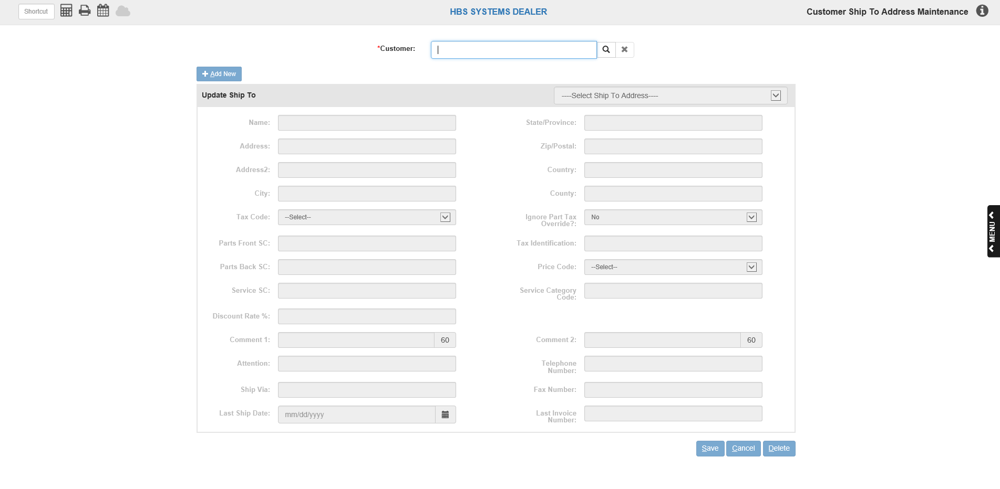 Shortcut
HBS SYSTEMS DEALER
Customer Ship To Address Maintenance
*Customer:
Add New
Update Ship To
----Select Ship To Address----
Name:
State/Province:
Address:
Zip/Postal:
Address2:
Country:
City:
County:
Tax Code:
--Select--
Ignore Part Tax
Override?:
No
Parts Front SC:
Tax Identification:
Parts Back SC:
Price Code:
--Select--
Service SC:
Service Category
Code:
Discount Rate %:
Comment 1:
60
Comment 2:
60
Attention:
Telephone
Number:
Ship Via:
Fax Number:
Last Ship Date:
mm/dd/yyyy
Last Invoice
Number:
Save
Cancel
Delete
MENU